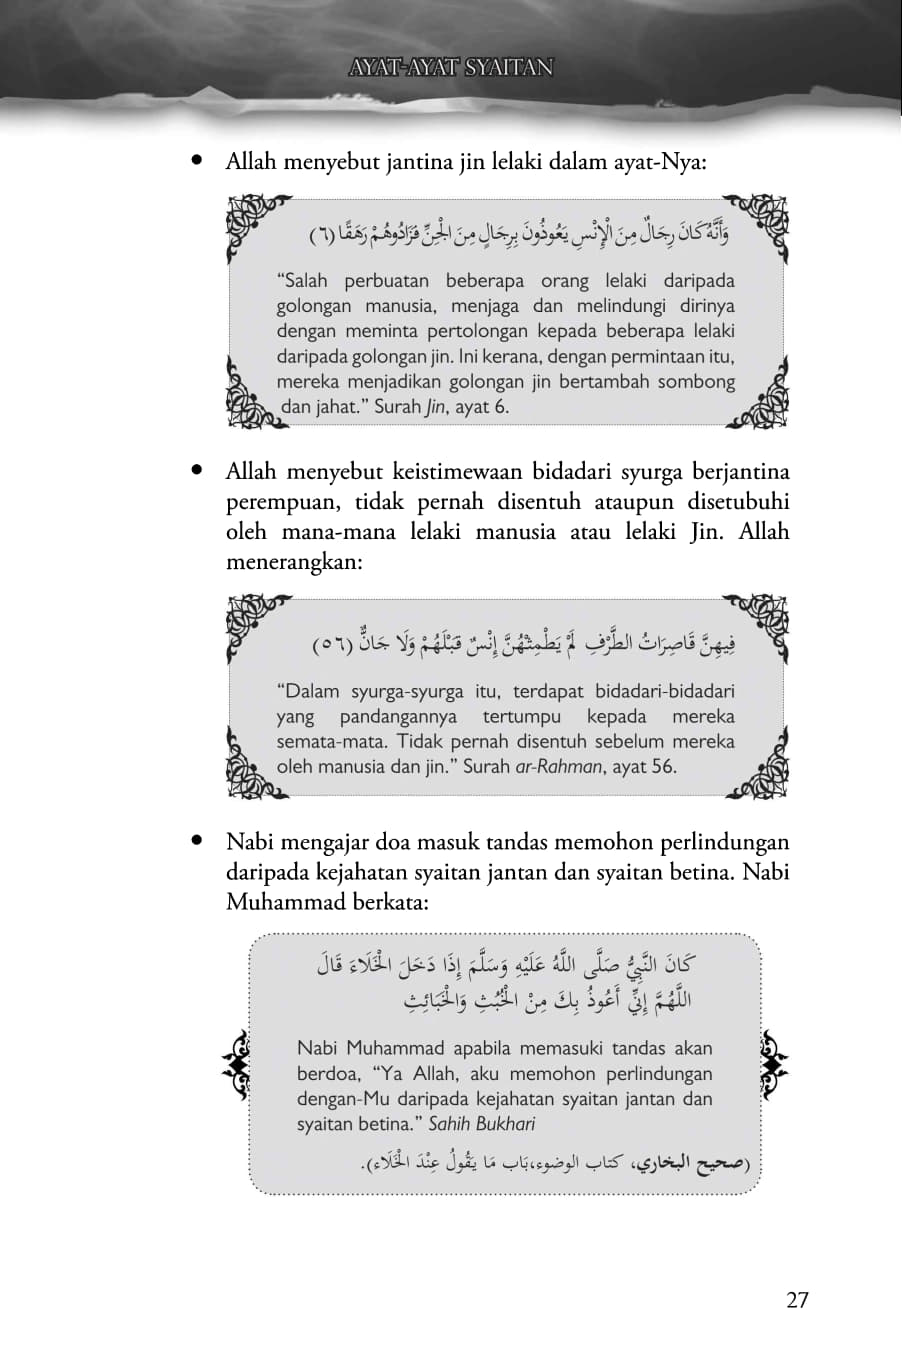 AYAT-AYAT SYAITAN
• Allah menyebut jantina jin lelaki dalam ayat-Nya:
وَأَنَّهُ كَانَ رِجَالٌ مِنَ الْإِنْسِ يَعُوذُونَ بِرِجَالٍ مِنَ الْجِنِّ فَزَادُوهُمْ رَهَقًا (٦)
“Salah perbuatan beberapa orang lelaki daripada
golongan manusia, menjaga dan melindungi dirinya
dengan meminta pertolongan kepada beberapa lelaki
daripada golongan jin. Ini kerana, dengan permintaan itu,
mereka menjadikan golongan jin bertambah sombong
dan jahat.” Surah Jin, ayat 6.
• Allah menyebut keistimewaan bidadari syurga berjantina
perempuan, tidak pernah disentuh ataupun disetubuhi
oleh mana-mana lelaki manusia atau lelaki Jin. Allah
menerangkan:
فِيهِنَّ قَاصِرَاتُ الطَّرْفِ لَمْ يَطْمِثْهُنَّ إِنْسٌ قَبْلَهُمْ وَلَا جَانٌّ (٥٦)
“Dalam syurga-syurga itu, terdapat bidadari-bidadari
yang pandangannya tertumpu kepada mereka
semata-mata. Tidak pernah disentuh sebelum mereka
oleh manusia dan jin.” Surah ar-Rahman, ayat 56.
• Nabi mengajar doa masuk tandas memohon perlindungan
daripada kejahatan syaitan jantan dan syaitan betina. Nabi
Muhammad berkata:
كَانَ النَّبِيُّ صَلَّى اللَّهُ عَلَيْهِ وَسَلَّمَ إِذَا دَخَلَ الْخَلَاءَ قَالَ
اللَّهُمَّ إِنِّي أَعُوذُ بِكَ مِنْ الْخُبُثِ وَالْخَبَائِثِ
Nabi Muhammad apabila memasuki tandas akan
berdoa, “Ya Allah, aku memohon perlindungan
dengan-Mu daripada kejahatan syaitan jantan dan
syaitan betina.” Sahih Bukhari
(صحيح البخاري، كتاب الوضوء،بَاب مَا يَقُولُ عِنْدَ الْخَلَاء).
27